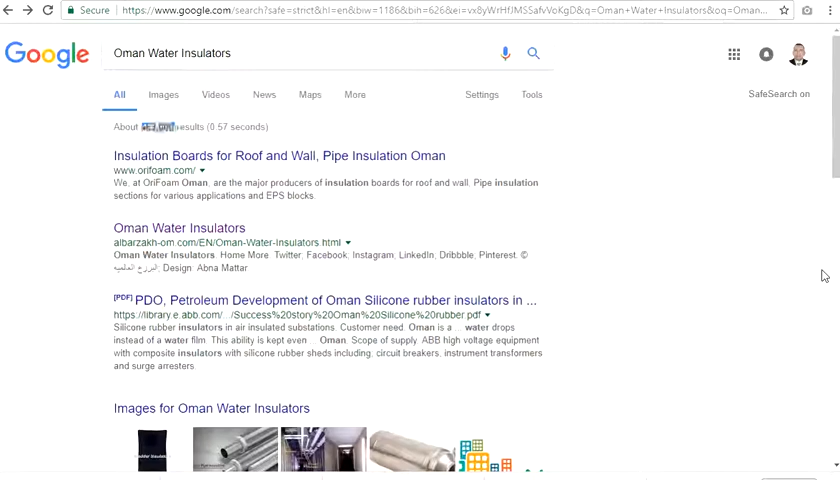 Secure
https://www.google.com/search?safe=strict&hl=en&biw=1186&bih=626&ei=vx8yWrHfJMSSafvVoKgD&q=Oman+Water+Insulators&oq=Oman...
Google
Oman Water Insulators
All Images Videos News Maps More Settings Tools
SafeSearch on
About results (0.57 seconds)
Insulation Boards for Roof and Wall, Pipe Insulation Oman
www.orifoam.com/
We, at OriFoam Oman, are the major producers of insulation boards for roof and wall. Pipe insulation
sections for various applications and EPS blocks.
Oman Water Insulators
albarzakh-om.com/EN/Oman-Water-Insulators.html
Oman Water Insulators. Home More. Twitter: Facebook, Instagram, LinkedIn, Dribbble, Pinterest. ©
البرزخ العالميه: Design: Abna Mattar
[PDF] PDO, Petroleum Development of Oman Silicone rubber insulators in ...
https://library.e.abb.com/.../Success%20story%20Oman%20Silicone%20rubber.pdf
Silicone rubber insulators in air insulated substations. Customer need. Oman is a ... water drops
instead of a water film. This ability is kept even ... Oman. Scope of supply. ABB high voltage equipment
with composite insulators with silicone rubber sheds including; circuit breakers, instrument transformers
and surge arresters.
Images for Oman Water Insulators